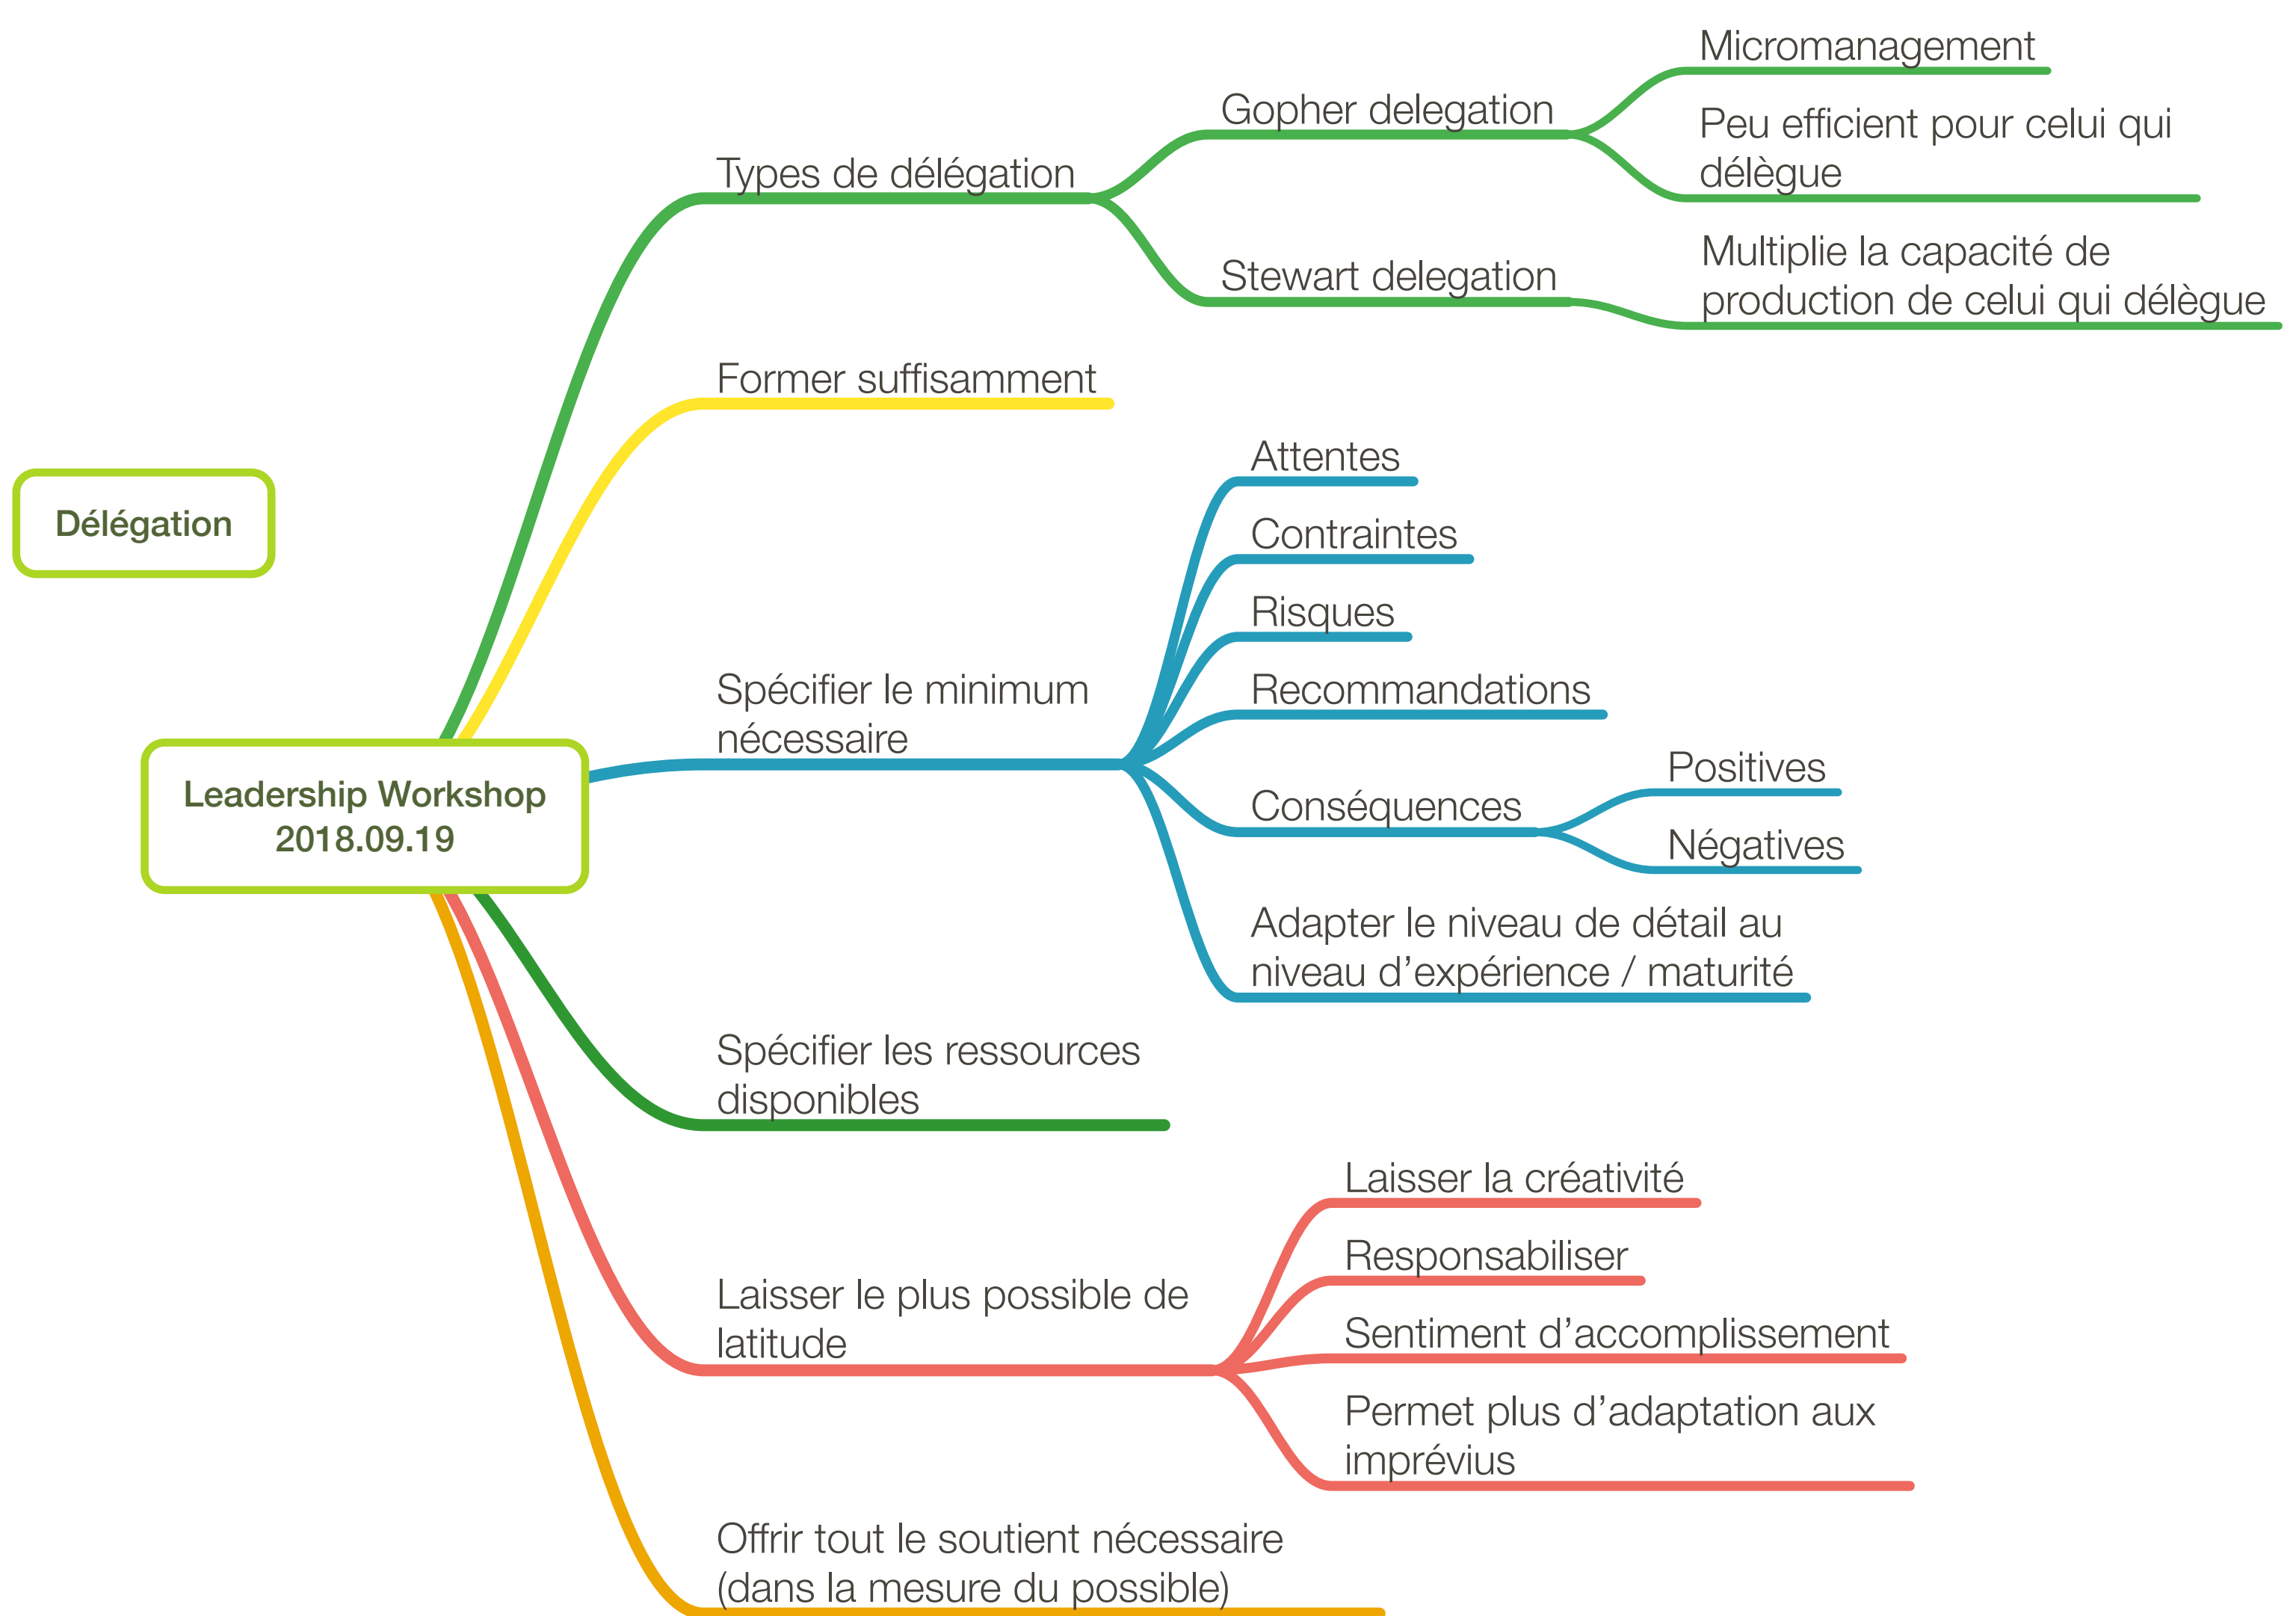 Délégation
Leadership Workshop
2018.09.19
Types de délégation
Gopher delegation
Micromanagement
Peu efficient pour celui qui
délègue
Stewart delegation
Multiplie la capacité de
production de celui qui délègue
Former suffisamment
Spécifier le minimum
nécessaire
Attentes
Contraintes
Risques
Recommandations
Conséquences
Positives
Négatives
Adapter le niveau de détail au
niveau d’expérience / maturité
Spécifier les ressources
disponibles
Laisser le plus possible de
latitude
Laisser la créativité
Responsabiliser
Sentiment d’accomplissement
Permet plus d’adaptation aux
imprévius
Offrir tout le soutient nécessaire
(dans la mesure du possible)